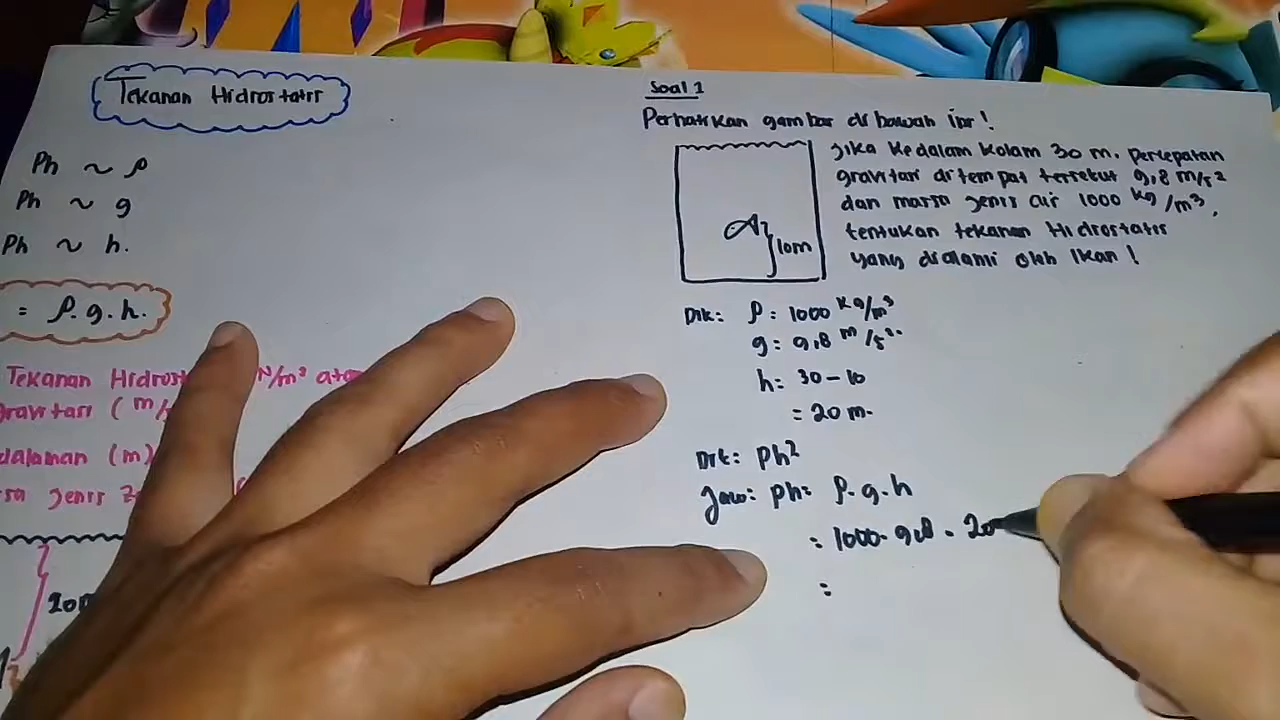 Tekanan Hidrostatis
Ph ~ ρ
Ph ~ g
Ph ~ h.
= ρ.g.h.
Tekanan Hidros N/m² ata
gravitasi (m/
dalaman (m)
sa jenis z
20
Soal 1
Perhatikan gambar di bawah ini!
Jika kedalam kolam 30 m. percepatan
gravitasi di tempat tersebut 9,8 m/s²
dan massa jenis air 1000 kg/m³,
tentukan tekanan Hidrostatis
yang dialami oleh Ikan!
10m
Dik: ρ: 1000 kg/m³
g: 9,8 m/s².
h: 30-10
= 20 m.
Dit: Ph?
Jaw: Ph: ρ.g.h
= 1000. 9,8 . 20
=